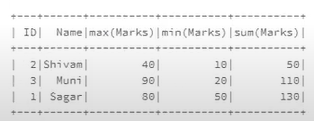 +---+------+----------+----------+----------+
| ID| Name|max(Marks)|min(Marks)|sum(Marks)|
+---+------+----------+----------+----------+
| 2|Shivam| 40| 10| 50|
| 3| Muni| 90| 20| 110|
| 1| Sagar| 80| 50| 130|
+---+------+----------+----------+----------+